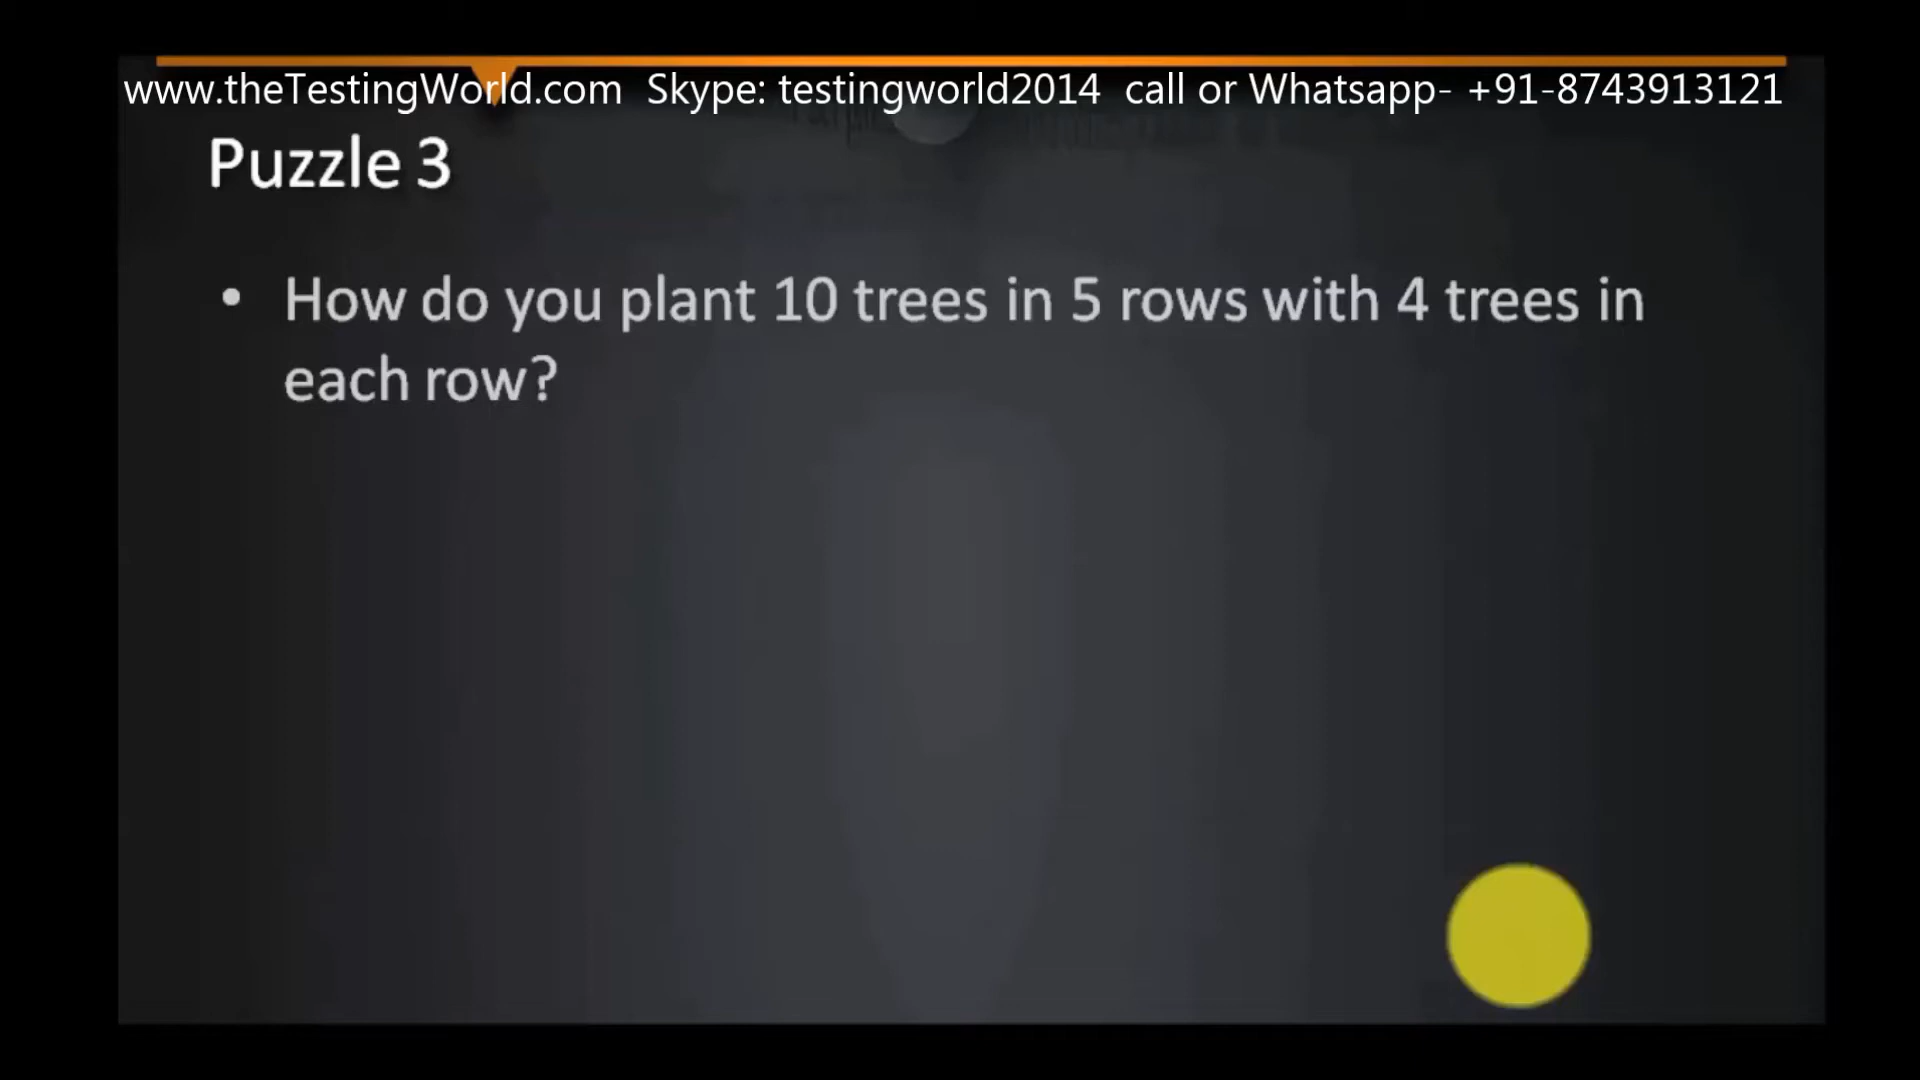 www.theTestingWorld.com  Skype: testingworld2014  call or Whatsapp- +91-8743913121
Puzzle 3
• How do you plant 10 trees in 5 rows with 4 trees in
each row?